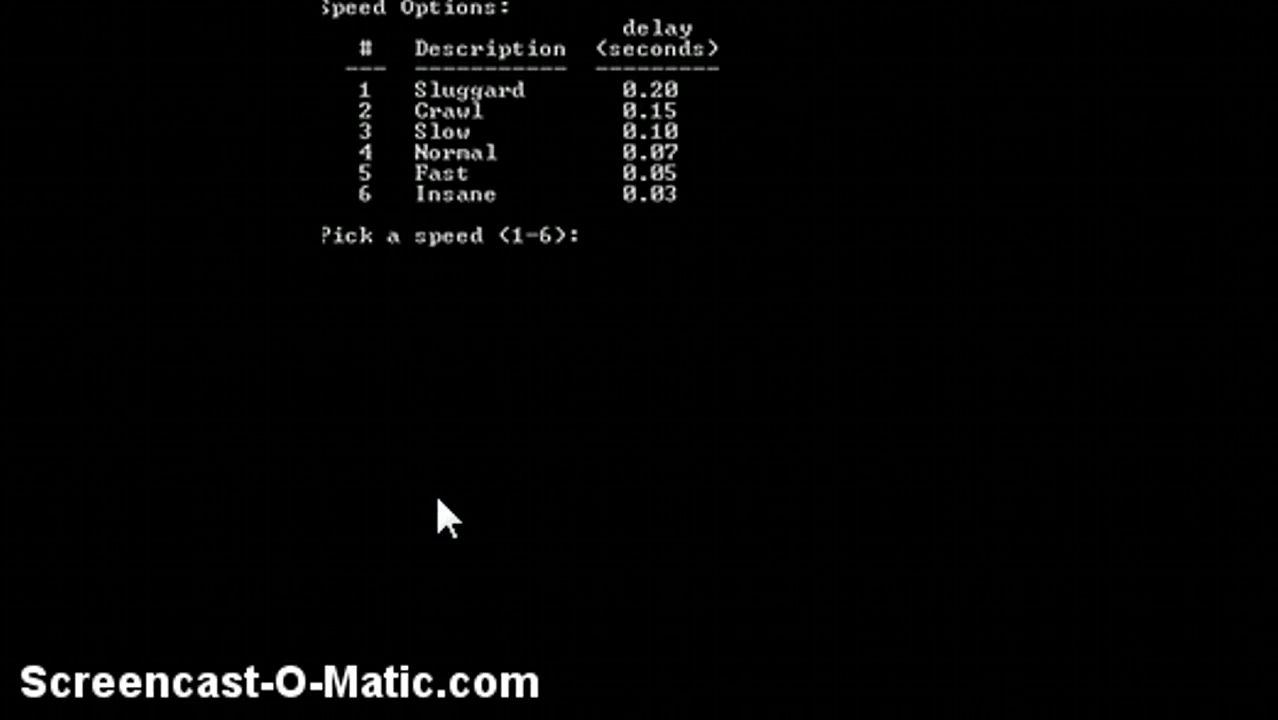 Speed Options:
delay
# Description (seconds)
--- ----------- ---------
1 Sluggard 0.20
2 Crawl 0.15
3 Slow 0.10
4 Normal 0.07
5 Fast 0.05
6 Insane 0.03
Pick a speed (1-6):
Screencast-O-Matic.com